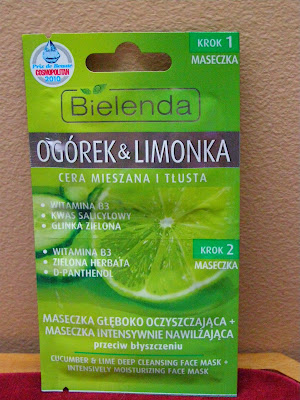 Prix de Beauté
COSMOPOLITAN
2010
KROK 1
MASECZKA
Bielenda
OGÓREK & LIMONKA
CERA MIESZANA I TŁUSTA
• WITAMINA B3
• KWAS SALICYLOWY
• GLINKA ZIELONA
KROK 2
MASECZKA
• WITAMINA B3
• ZIELONA HERBATA
• D-PANTHENOL
MASECZKA GŁĘBOKO OCZYSZCZAJĄCA +
MASECZKA INTENSYWNIE NAWILŻAJĄCA
przeciw błyszczeniu
CUCUMBER & LIME DEEP CLEANSING FACE MASK +
INTENSIVELY MOISTURIZING FACE MASK